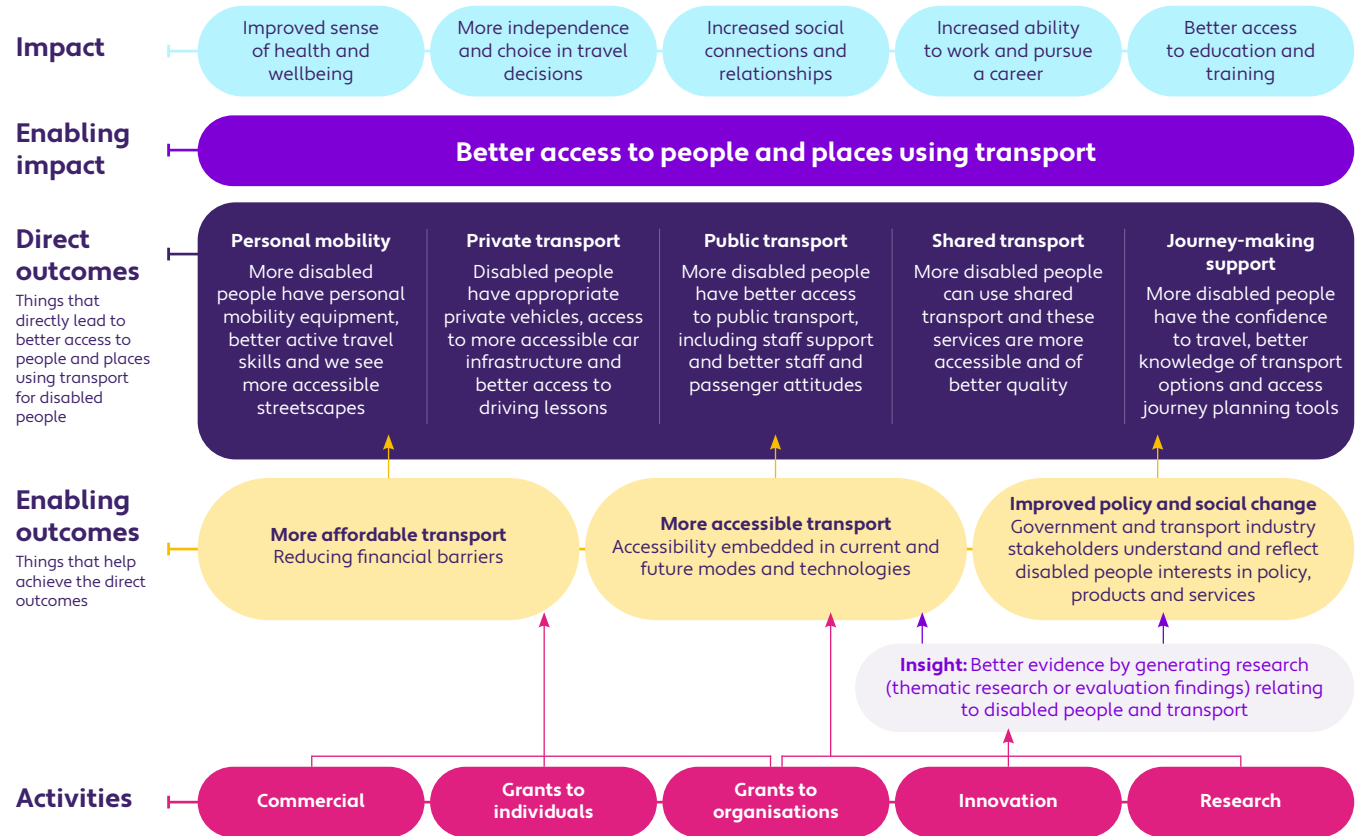 Impact
Improved sense
of health and
wellbeing
More independence
and choice in travel
decisions
Increased social
connections and
relationships
Increased ability
to work and pursue
a career
Better access
to education and
training
Enabling
impact
Better access to people and places using transport
Direct
outcomes
Things that
directly lead to
better access to
people and places
using transport
for disabled
people
Personal mobility
More disabled
people have personal
mobility equipment,
better active travel
skills and we see
more accessible
streetscapes
Private transport
Disabled people
have appropriate
private vehicles, access
to more accessible car
infrastructure and
better access to
driving lessons
Public transport
More disabled people
have better access
to public transport,
including staff support
and better staff and
passenger attitudes
Shared transport
More disabled people
can use shared
transport and these
services are more
accessible and of
better quality
Journey-making
support
More disabled people
have the confidence
to travel, better
knowledge of transport
options and access
journey planning tools
Enabling
outcomes
Things that help
achieve the direct
outcomes
More affordable transport
Reducing financial barriers
More accessible transport
Accessibility embedded in current and
future modes and technologies
Improved policy and social change
Government and transport industry
stakeholders understand and reflect
disabled people interests in policy,
products and services
Insight: Better evidence by generating research
(thematic research or evaluation findings) relating
to disabled people and transport
Activities
Commercial
Grants to
individuals
Grants to
organisations
Innovation
Research